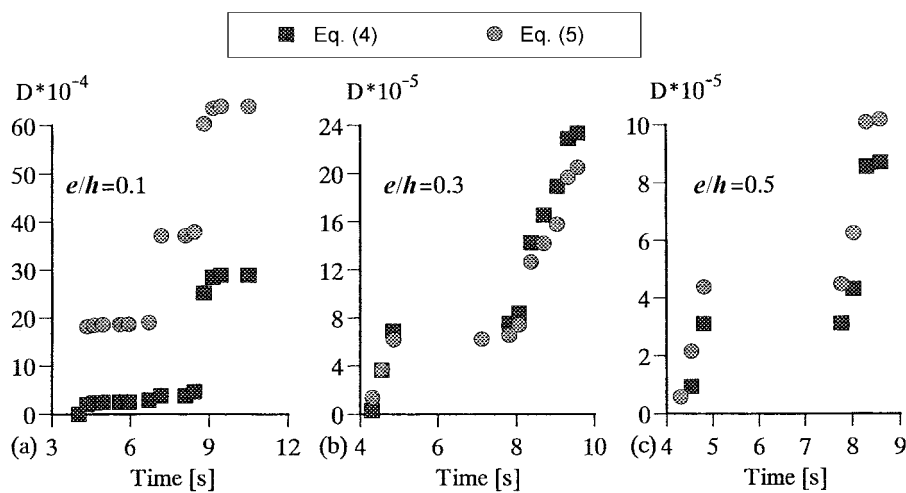 Eq. (4) Eq. (5)
D*10⁻⁴
60
50
40
30
20
10
0
e/h=0.1
3 6 9 12
(a)
Time [s]
D*10⁻⁵
24
20
16
12
8
4
0
e/h=0.3
4 6 8 10
(b)
Time [s]
D*10⁻⁵
10
8
6
4
2
0
e/h=0.5
4 5 6 7 8 9
(c)
Time [s]